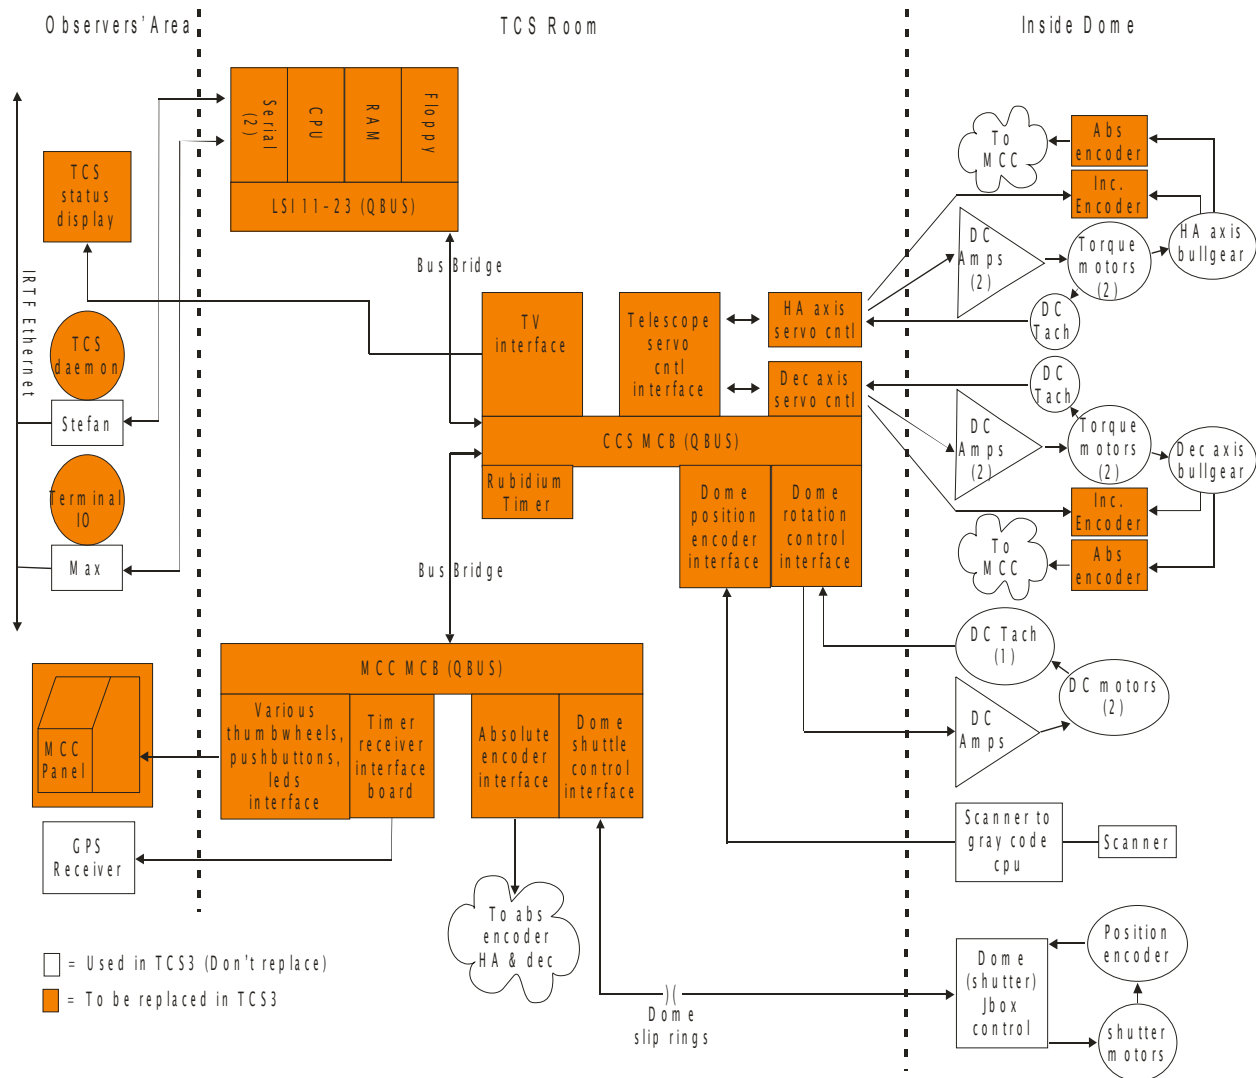 Observers' Area
TCS Room
Inside Dome
Serial
(2)
CPU
RAM
Floppy
LSI 11-23 (QBUS)
TCS
status
display
IRTF Ethernet
TCS
daemon
Stefan
Terminal
IO
Max
Bus Bridge
TV
interface
Telescope
servo
cntl
interface
HA axis
servo cntl
Dec axis
servo cntl
CCS MCB (QBUS)
Rubidium
Timer
Dome
position
encoder
interface
Dome
rotation
control
interface
Bus Bridge
To
MCC
Abs
encoder
Inc.
Encoder
DC
Amps
(2)
Torque
motors
(2)
HA axis
bullgear
DC
Tach
DC
Tach
DC
Amps
(2)
Torque
motors
(2)
Dec axis
bullgear
Inc.
Encoder
To
MCC
Abs
encoder
DC Tach
(1)
DC motors
(2)
DC
Amps
MCC MCB (QBUS)
Various
thumbwheels,
pushbuttons,
leds
interface
Timer
receiver
interface
board
Absolute
encoder
interface
Dome
shuttle
control
interface
MCC
Panel
GPS
Receiver
Scanner to
gray code
cpu
Scanner
To abs
encoder
HA & dec
Position
encoder
Dome
(shutter)
Jbox
control
shutter
motors
)(
Dome
slip rings
= Used in TCS3 (Don't replace)
= To be replaced in TCS3